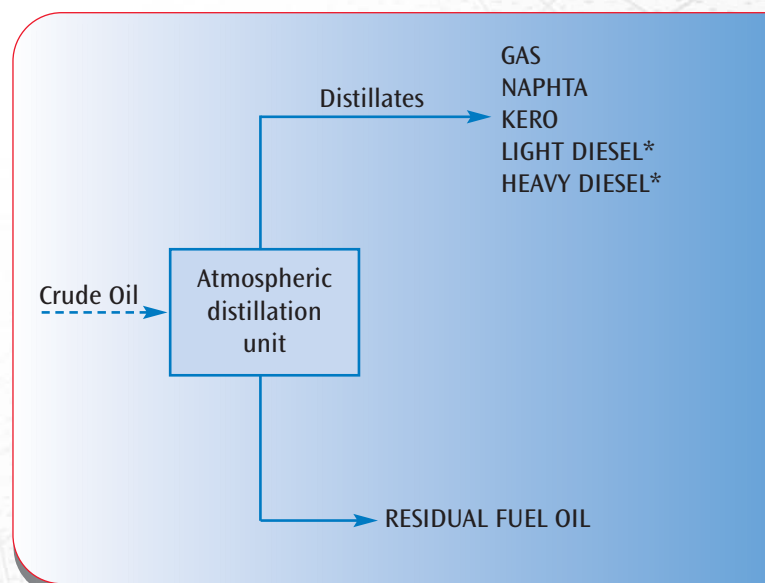 GAS
NAPHTA
KERO
LIGHT DIESEL*
HEAVY DIESEL*
Distillates
Crude Oil
Atmospheric
distillation
unit
RESIDUAL FUEL OIL